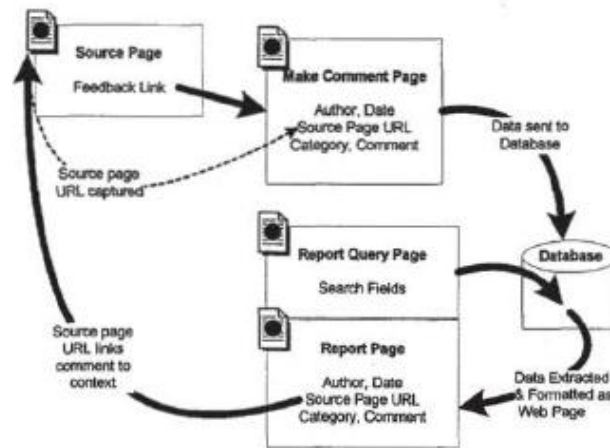 Source Page
Feedback Link
Make Comment Page
Author, Date
Source Page URL
Category, Comment
Data sent to
Database
Source page
URL captured
Report Query Page
Search Fields
Database
Source page
URL links
comment to
context
Report Page
Author, Date
Source Page URL
Category, Comment
Data Extracted
& Formatted as
Web Page